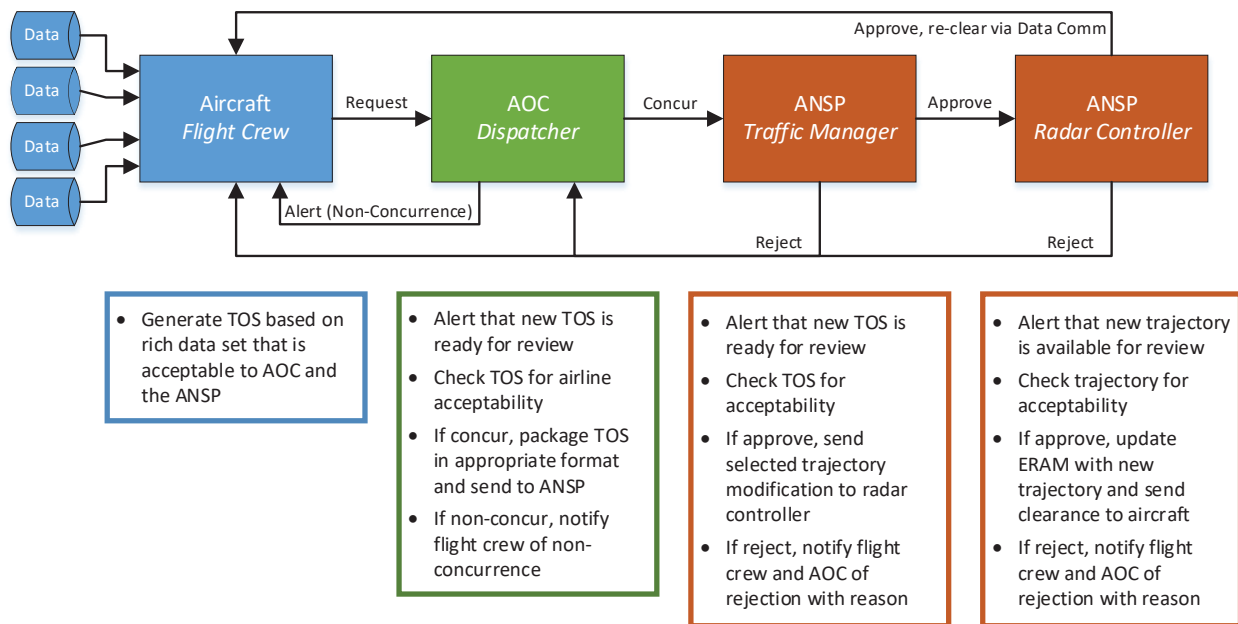 Data
Data
Data
Data
Approve, re-clear via Data Comm
Aircraft
Flight Crew
Request
AOC
Dispatcher
Concur
ANSP
Traffic Manager
Approve
ANSP
Radar Controller
Alert (Non-Concurrence)
Reject
Reject
• Generate TOS based on
rich data set that is
acceptable to AOC and
the ANSP
• Alert that new TOS is
ready for review
• Check TOS for airline
acceptability
• If concur, package TOS
in appropriate format
and send to ANSP
• If non-concur, notify
flight crew of non-
concurrence
• Alert that new TOS is
ready for review
• Check TOS for
acceptability
• If approve, send
selected trajectory
modification to radar
controller
• If reject, notify flight
crew and AOC of
rejection with reason
• Alert that new trajectory
is available for review
• Check trajectory for
acceptability
• If approve, update
ERAM with new
trajectory and send
clearance to aircraft
• If reject, notify flight
crew and AOC of
rejection with reason